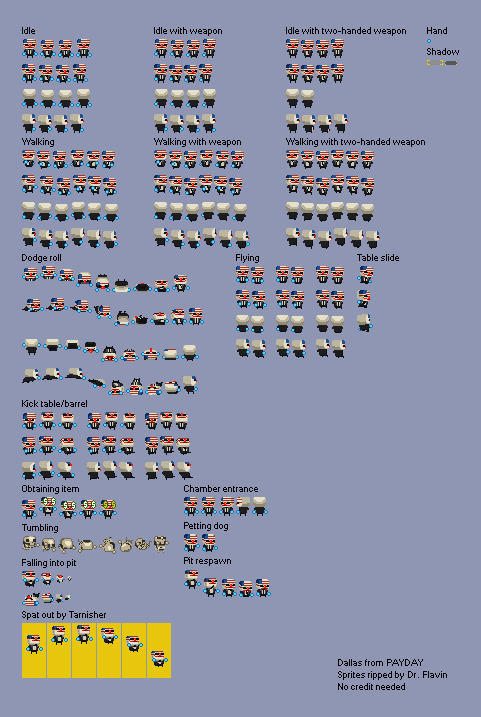 Idle
Idle with weapon
Idle with two-handed weapon
Hand
Shadow
Walking
Walking with weapon
Walking with two-handed weapon
Dodge roll
Flying
Table slide
Kick table/barrel
Obtaining item
Chamber entrance
Tumbling
Petting dog
Falling into pit
Pit respawn
Spat out by Tarnisher
Dallas from PAYDAY
Sprites ripped by Dr. Flavin
No credit needed